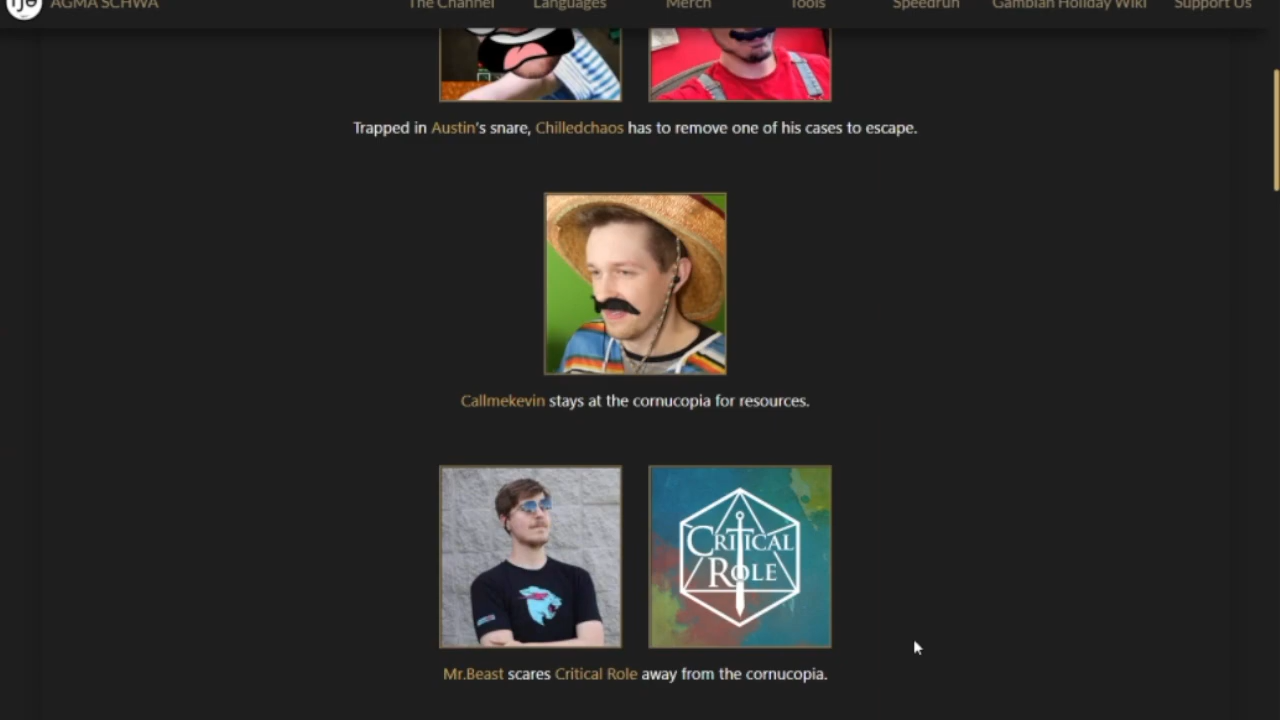 AGMA SCHWA
The Channel
Languages
Merch
Tools
Speedrun
Gambian Holiday Wiki
Support Us
Trapped in Austin's snare, Chilledchaos has to remove one of his cases to escape.
Callmekevin stays at the cornucopia for resources.
CRITICAL
ROLE
Mr.Beast scares Critical Role away from the cornucopia.